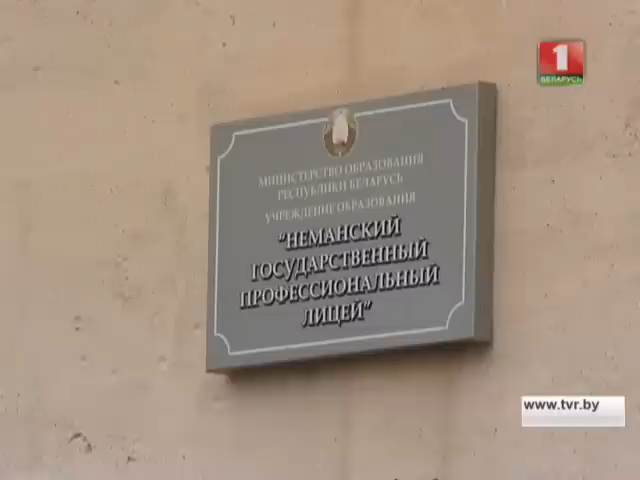 1
БЕЛАРУСЬ
МИНИСТЕРСТВО ОБРАЗОВАНИЯ
РЕСПУБЛИКИ БЕЛАРУСЬ
УЧРЕЖДЕНИЕ ОБРАЗОВАНИЯ
"НЕМАНСКИЙ
ГОСУДАРСТВЕННЫЙ
ПРОФЕССИОНАЛЬНЫЙ
ЛИЦЕЙ"
www.tvr.by